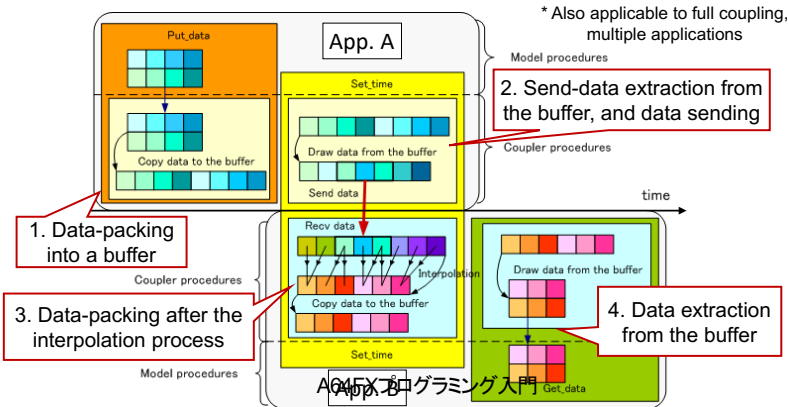 * Also applicable to full coupling,
multiple applications
Put_data
App. A
Model procedures
Set_time
2. Send-data extraction from
the buffer, and data sending
Copy data to the buffer
Draw data from the buffer
Coupler procedures
Send data
time
1. Data-packing
into a buffer
Recv data
Coupler procedures
Interpolation
Draw data from the buffer
Copy data to the buffer
3. Data-packing after the
interpolation process
4. Data extraction
from the buffer
Set_time
Model procedures
App. B
A64FXプログラミング入門
Get_data